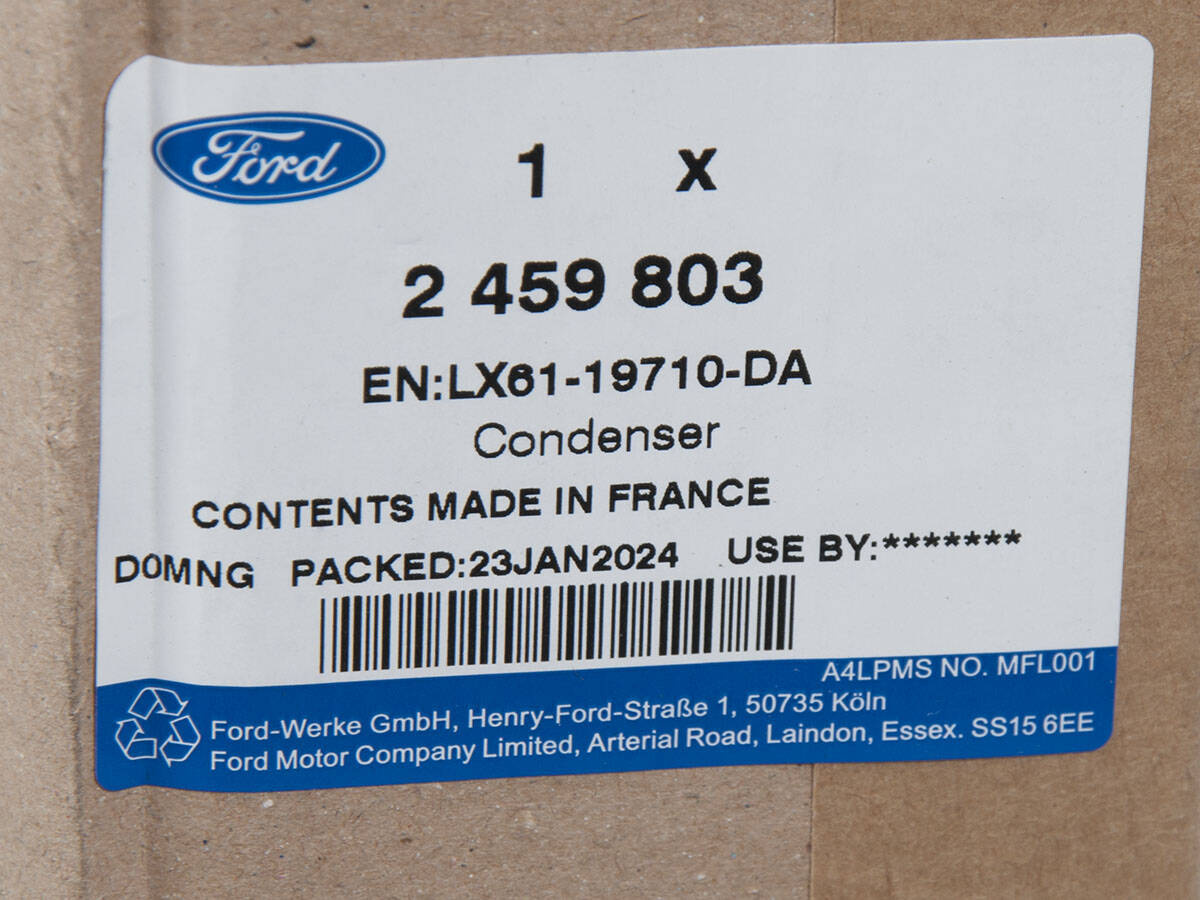 Ford
1 X
2 459 803
EN:LX61-19710-DA
Condenser
CONTENTS MADE IN FRANCE
D0MNG PACKED:23JAN2024 USE BY:*******
A4LPMS NO. MFL001
Ford-Werke GmbH, Henry-Ford-Straße 1, 50735 Köln
Ford Motor Company Limited, Arterial Road, Laindon, Essex. SS15 6EE